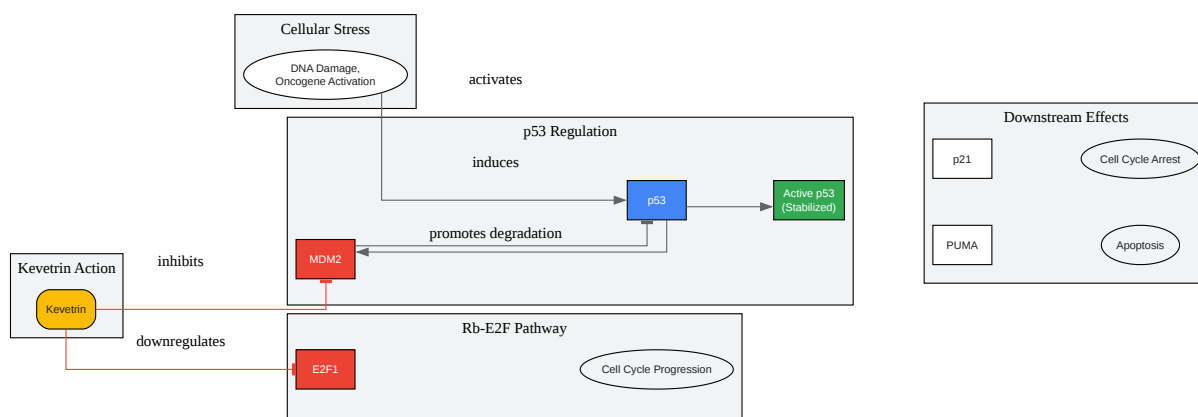 Cellular Stress
DNA Damage,
Oncogene Activation
activates
p53 Regulation
Downstream Effects
induces
p21
Cell Cycle Arrest
p53
Active p53
(Stabilized)
promotes degradation
PUMA
Apoptosis
MDM2
inhibits
Kevetrin Action
Kevetrin
Rb-E2F Pathway
downregulates
E2F1
Cell Cycle Progression